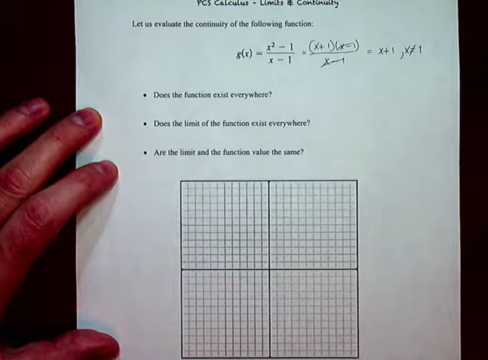 PCS Calculus - Limits & Continuity
Let us evaluate the continuity of the following function:
g(x) = x² − 1 / x − 1 = (x+1)(x−1) / x−1 = x+1 , x≠1
• Does the function exist everywhere?
• Does the limit of the function exist everywhere?
• Are the limit and the function value the same?